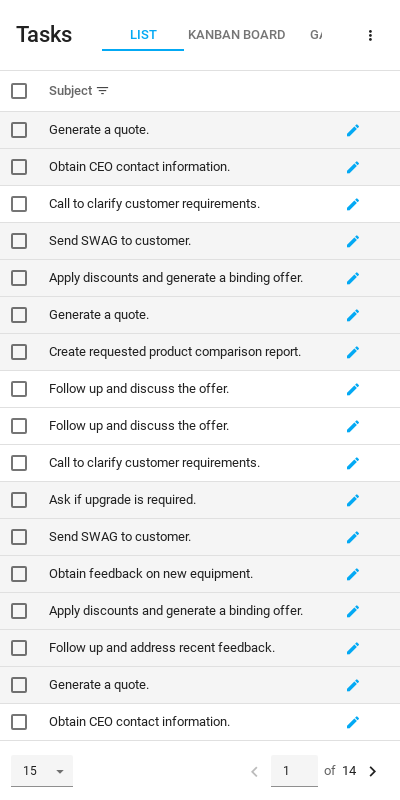 Tasks
LIST
KANBAN BOARD
Subject
Generate a quote.
Obtain CEO contact information.
Call to clarify customer requirements.
Send SWAG to customer.
Apply discounts and generate a binding offer.
Generate a quote.
Create requested product comparison report.
Follow up and discuss the offer.
Follow up and discuss the offer.
Call to clarify customer requirements.
Ask if upgrade is required.
Send SWAG to customer.
Obtain feedback on new equipment.
Apply discounts and generate a binding offer.
Follow up and address recent feedback.
Generate a quote.
Obtain CEO contact information.
15
1 of 14